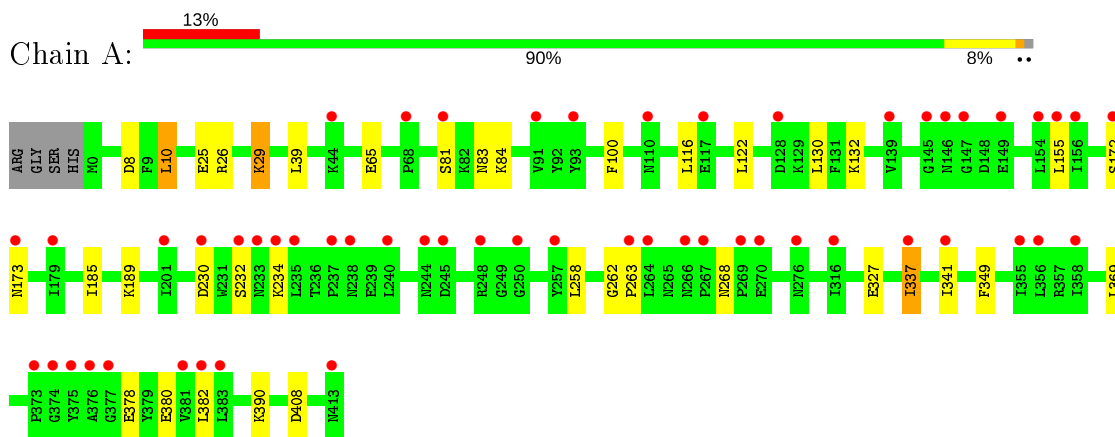 13%
Chain A:
90% 8% ••
ARG GLY SER HIS M0 D8 F9 L10 E25 R26 K29 L39 K44 E65 P68 S81 K82 N83 K84 V91 Y92 Y93 F100 N110 L116 E117 L122 D128 K129 L130 F131 K132 V139 G145 N146 G147 D148 E149 L154 L155 I156 S172
N173 I179 I185 K189 I201 D230 W231 S232 N233 K234 L235 T236 P237 N238 E239 L240 N244 D245 R248 G249 G250 Y257 L258 G262 P263 L264 N265 N266 P267 N268 P269 E270 N276 I316 E327 I337 I341 F349 I355 L356 R357 I358 L369
P373 G374 Y375 A376 G377 E378 Y379 E380 V381 L382 L383 K390 D408 N413